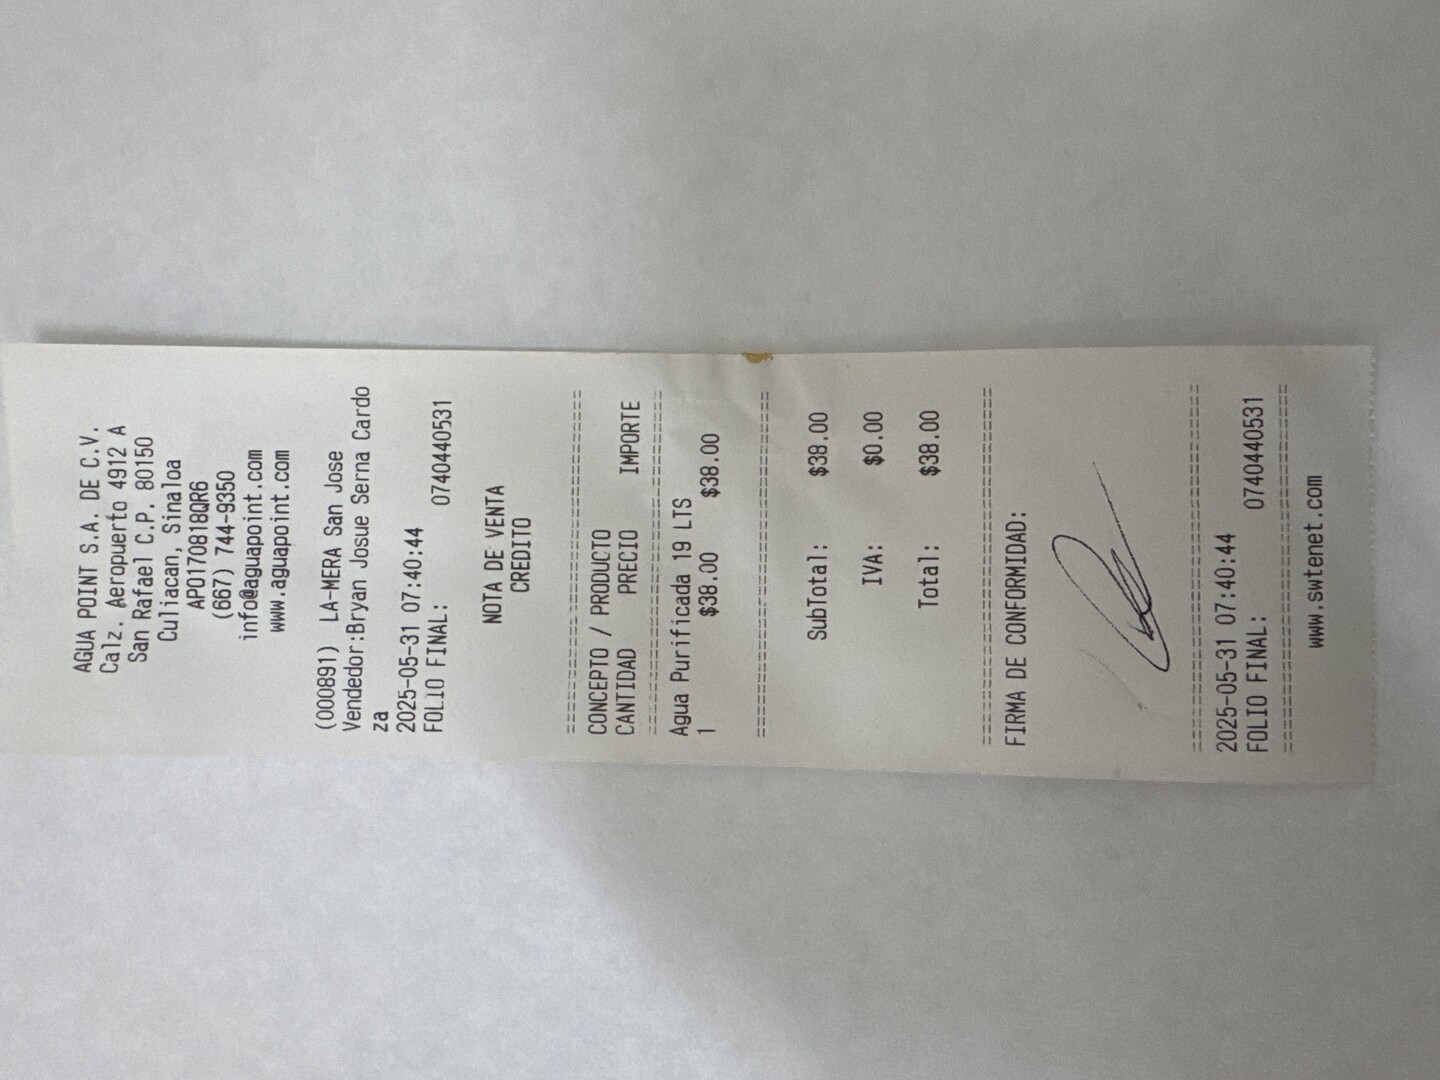 AGUA POINT S.A. DE C.V.
Calz. Aeropuerto 4912 A
San Rafael C.P. 80150
Culiacan, Sinaloa
APO170818QR6
(667) 744-9350
info@aguapoint.com
www.aguapoint.com
(000891) LA-MERA San Jose
Vendedor:Bryan Josue Serna Cardo
za
2025-05-31 07:40:44
FOLIO FINAL: 0740440531
NOTA DE VENTA
CREDITO
================================
CONCEPTO / PRODUCTO
CANTIDAD PRECIO IMPORTE
================================
Agua Purificada 19 LTS
1 $38.00 $38.00
================================
SubTotal: $38.00
IVA: $0.00
Total: $38.00
================================
FIRMA DE CONFORMIDAD:
================================
2025-05-31 07:40:44
FOLIO FINAL: 0740440531
================================
www.swtenet.com